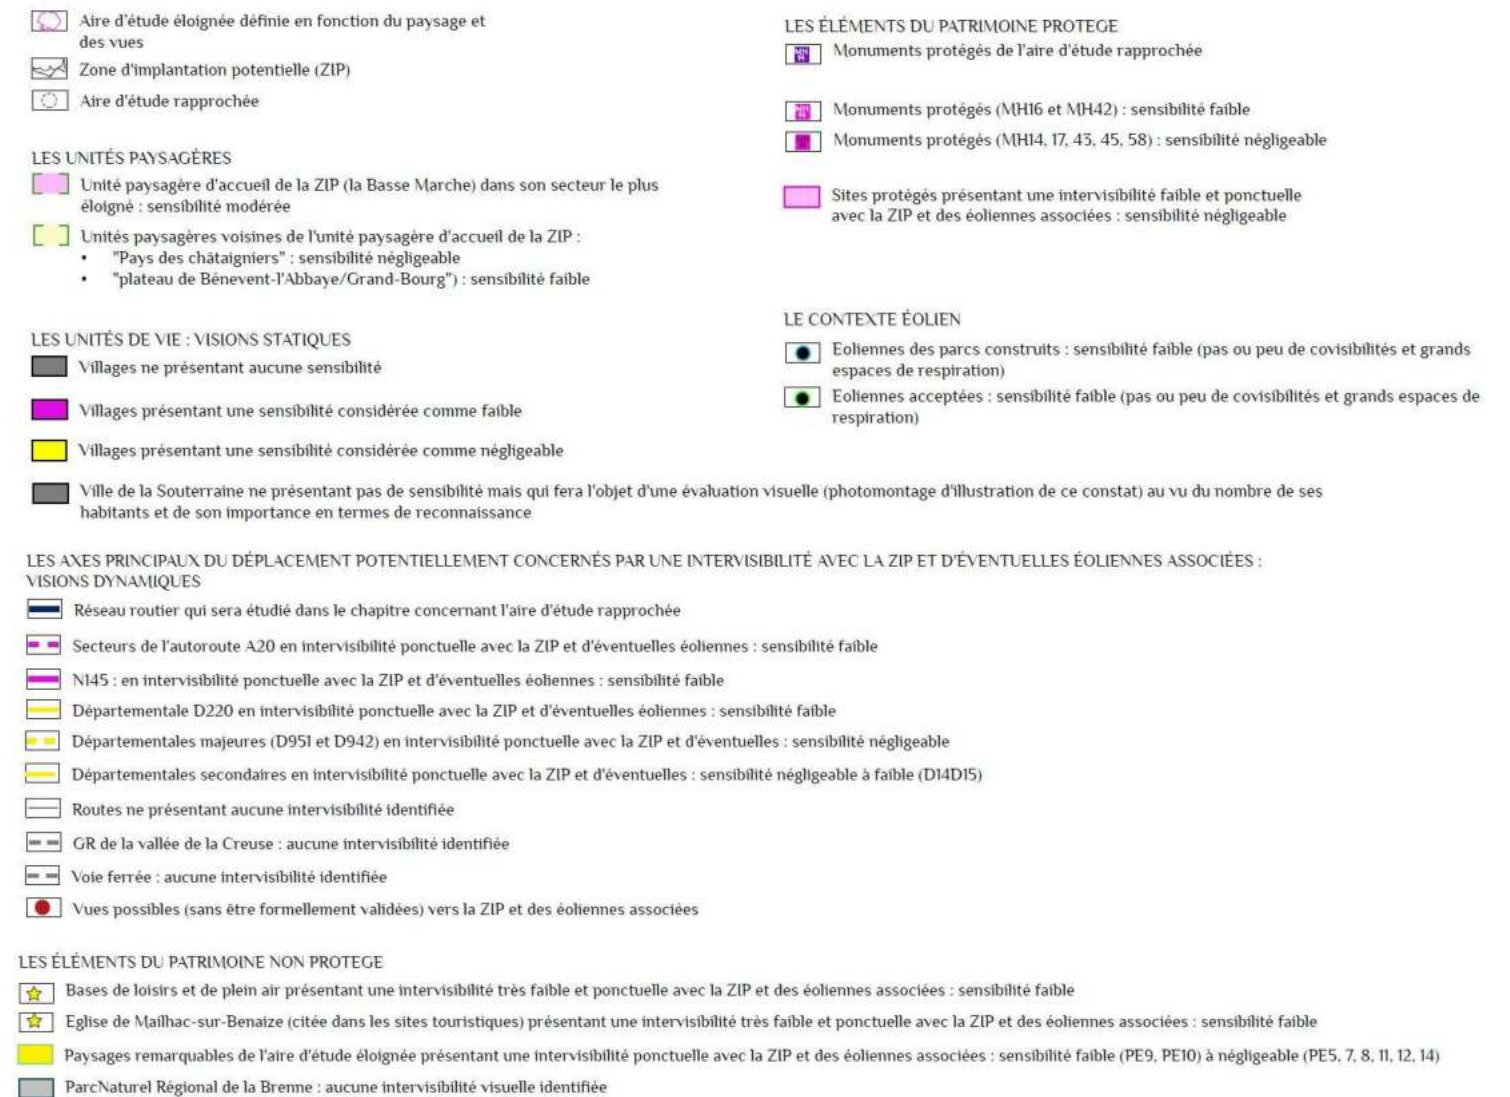 Aire d'étude éloignée définie en fonction du paysage et
des vues
Zone d'implantation potentielle (ZIP)
Aire d'étude rapprochée
LES UNITÉS PAYSAGÈRES
Unité paysagère d'accueil de la ZIP (la Basse Marche) dans son secteur le plus
éloigné : sensibilité modérée
Unités paysagères voisines de l'unité paysagère d'accueil de la ZIP :
• "Pays des châtaigniers" : sensibilité négligeable
• "plateau de Bénevent-l'Abbaye/Grand-Bourg") : sensibilité faible
LES ÉLÉMENTS DU PATRIMOINE PROTEGE
Monuments protégés de l'aire d'étude rapprochée
Monuments protégés (MH16 et MH42) : sensibilité faible
Monuments protégés (MH14, 17, 43, 45, 58) : sensibilité négligeable
Sites protégés présentant une intervisibilité faible et ponctuelle
avec la ZIP et des éoliennes associées : sensibilité négligeable
LES UNITÉS DE VIE : VISIONS STATIQUES
Villages ne présentant aucune sensibilité
Villages présentant une sensibilité considérée comme faible
Villages présentant une sensibilité considérée comme négligeable
Ville de la Souterraine ne présentant pas de sensibilité mais qui fera l'objet d'une évaluation visuelle (photomontage d'illustration de ce constat) au vu du nombre de ses
habitants et de son importance en termes de reconnaissance
LE CONTEXTE ÉOLIEN
Eoliennes des parcs construits : sensibilité faible (pas ou peu de covisibilités et grands
espaces de respiration)
Eoliennes acceptées : sensibilité faible (pas ou peu de covisibilités et grands espaces de
respiration)
LES AXES PRINCIPAUX DU DÉPLACEMENT POTENTIELLEMENT CONCERNÉS PAR UNE INTERVISIBILITÉ AVEC LA ZIP ET D'ÉVENTUELLES ÉOLIENNES ASSOCIÉES :
VISIONS DYNAMIQUES
Réseau routier qui sera étudié dans le chapitre concernant l'aire d'étude rapprochée
Secteurs de l'autoroute A20 en intervisibilité ponctuelle avec la ZIP et d'éventuelles éoliennes : sensibilité faible
N145 : en intervisibilité ponctuelle avec la ZIP et d'éventuelles éoliennes : sensibilité faible
Départementale D220 en intervisibilité ponctuelle avec la ZIP et d'éventuelles éoliennes : sensibilité faible
Départementales majeures (D951 et D942) en intervisibilité ponctuelle avec la ZIP et d'éventuelles : sensibilité négligeable
Départementales secondaires en intervisibilité ponctuelle avec la ZIP et d'éventuelles : sensibilité négligeable à faible (D14D15)
Routes ne présentant aucune intervisibilité identifiée
GR de la vallée de la Creuse : aucune intervisibilité identifiée
Voie ferrée : aucune intervisibilité identifiée
Vues possibles (sans être formellement validées) vers la ZIP et des éoliennes associées
LES ÉLÉMENTS DU PATRIMOINE NON PROTEGE
Bases de loisirs et de plein air présentant une intervisibilité très faible et ponctuelle avec la ZIP et des éoliennes associées : sensibilité faible
Eglise de Mailhac-sur-Benaize (citée dans les sites touristiques) présentant une intervisibilité très faible et ponctuelle avec la ZIP et des éoliennes associées : sensibilité faible
Paysages remarquables de l'aire d'étude éloignée présentant une intervisibilité ponctuelle avec la ZIP et des éoliennes associées : sensibilité faible (PE9, PE10) à négligeable (PE5, 7, 8, 11, 12, 14)
ParcNaturel Régional de la Brenne : aucune intervisibilité visuelle identifiée